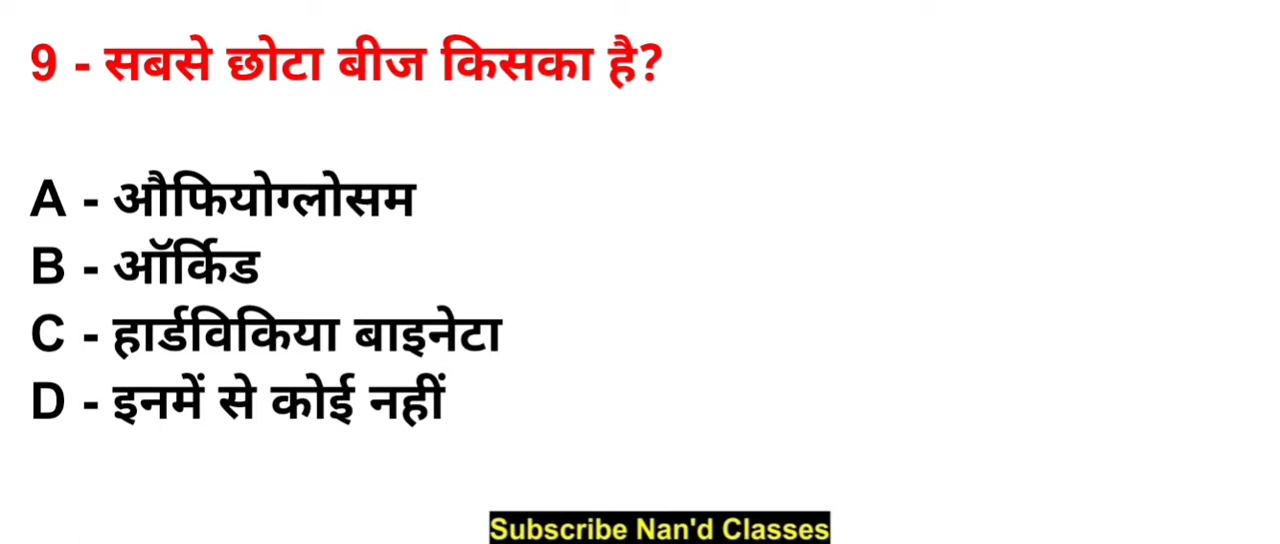 9 - सबसे छोटा बीज किसका है?
A - औफियोग्लोसम
B - ऑर्किड
C - हार्डविकिया बाइनेटा
D - इनमें से कोई नहीं
Subscribe Nan'd Classes